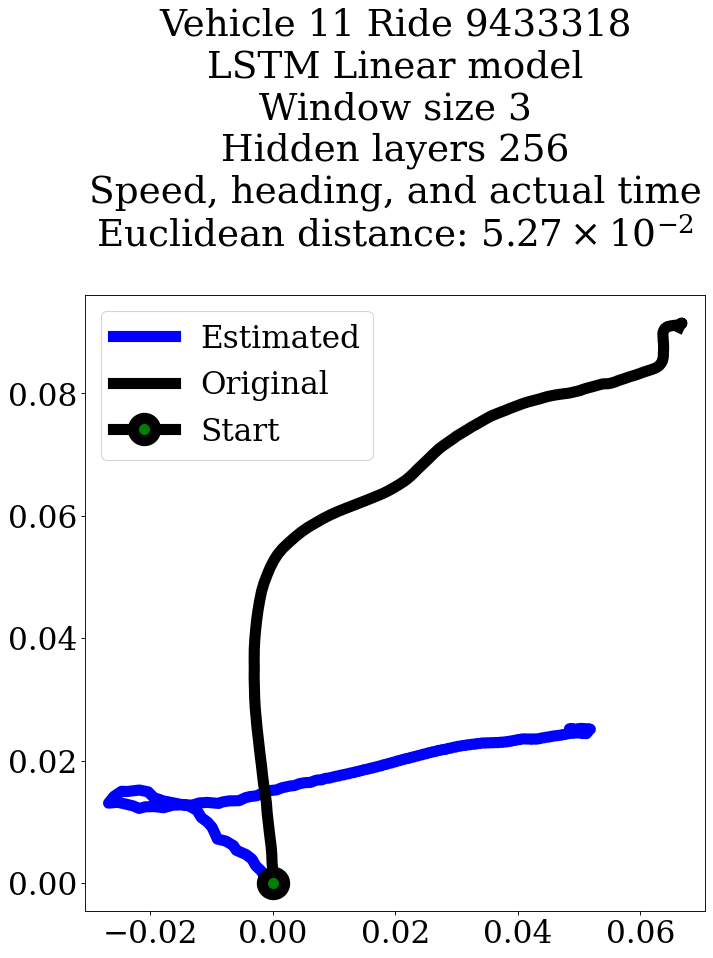 Vehicle 11 Ride 9433318
LSTM Linear model
Window size 3
Hidden layers 256
Speed, heading, and actual time
Euclidean distance: 5.27 × 10⁻²
Estimated
Original
Start
0.08
0.06
0.04
0.02
0.00
−0.02 0.00 0.02 0.04 0.06